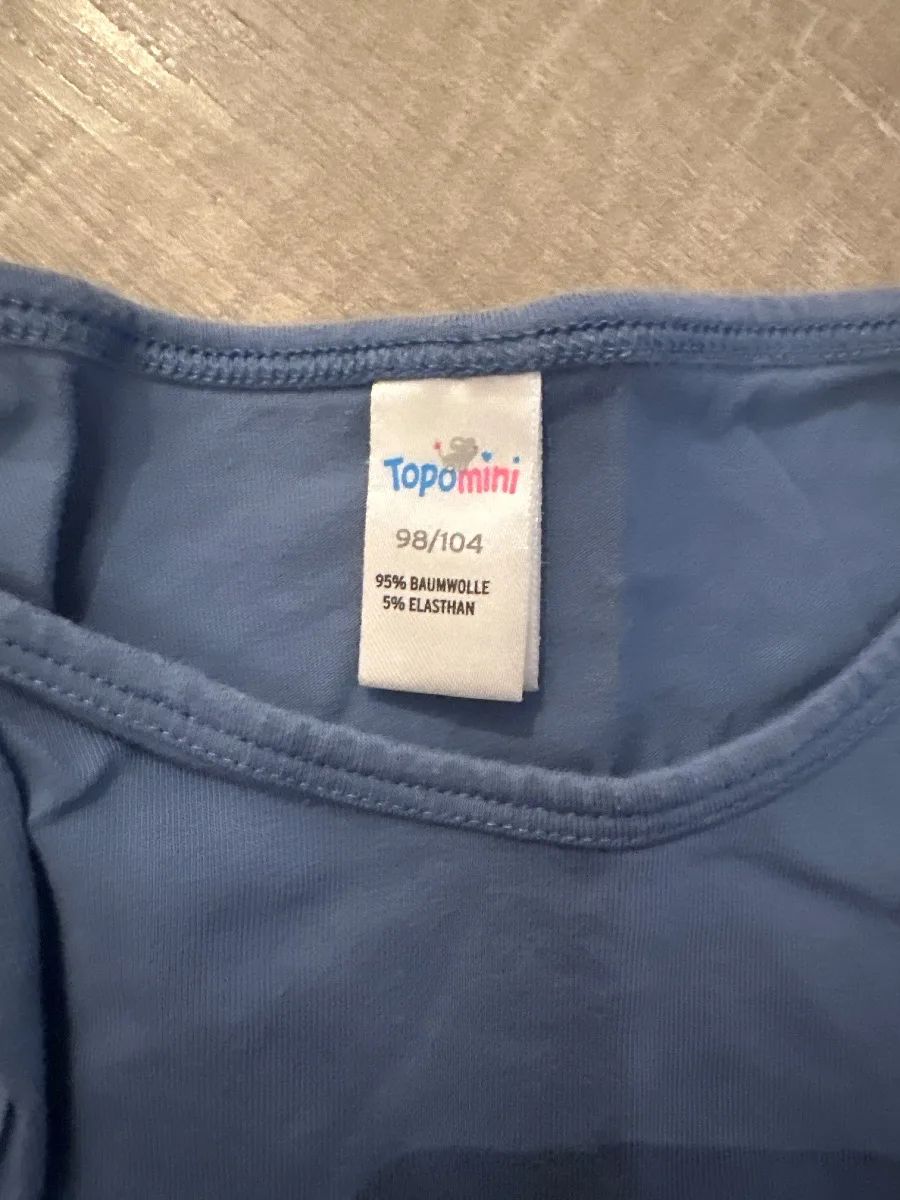 Topomini
98/104
95% BAUMWOLLE
5% ELASTHAN